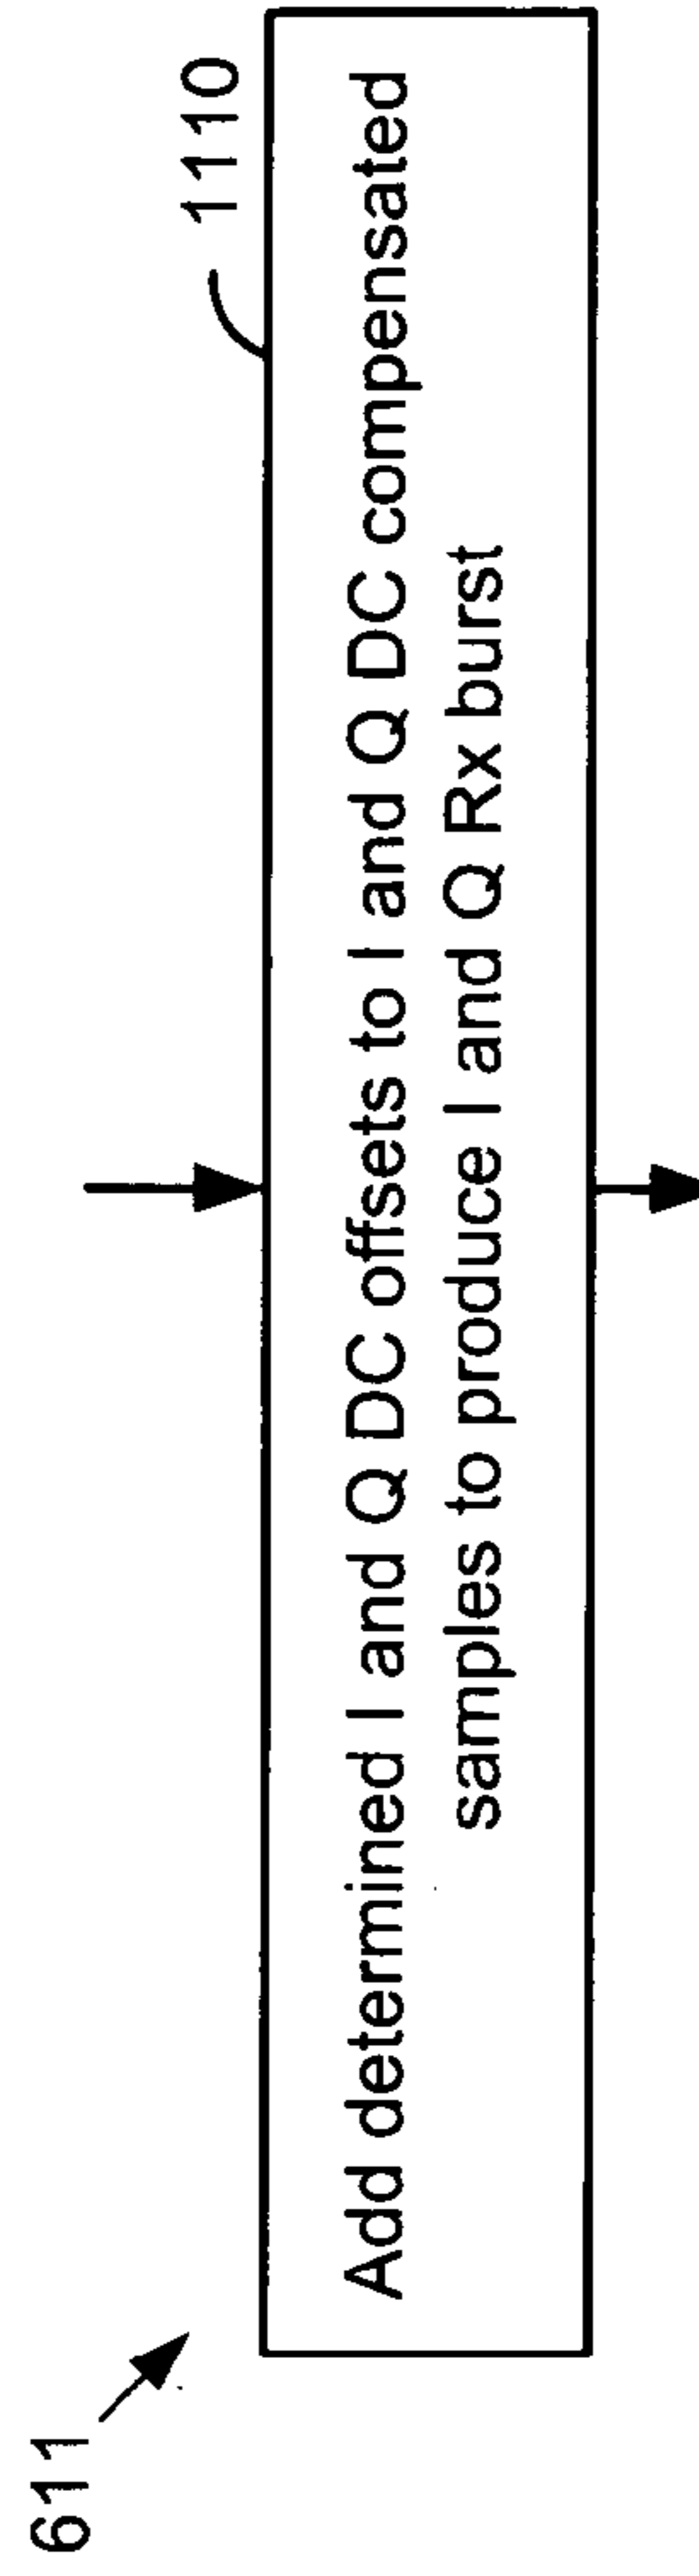 611
1110
Add determined I and Q DC offsets to I and Q DC compensated
samples to produce I and Q Rx burst